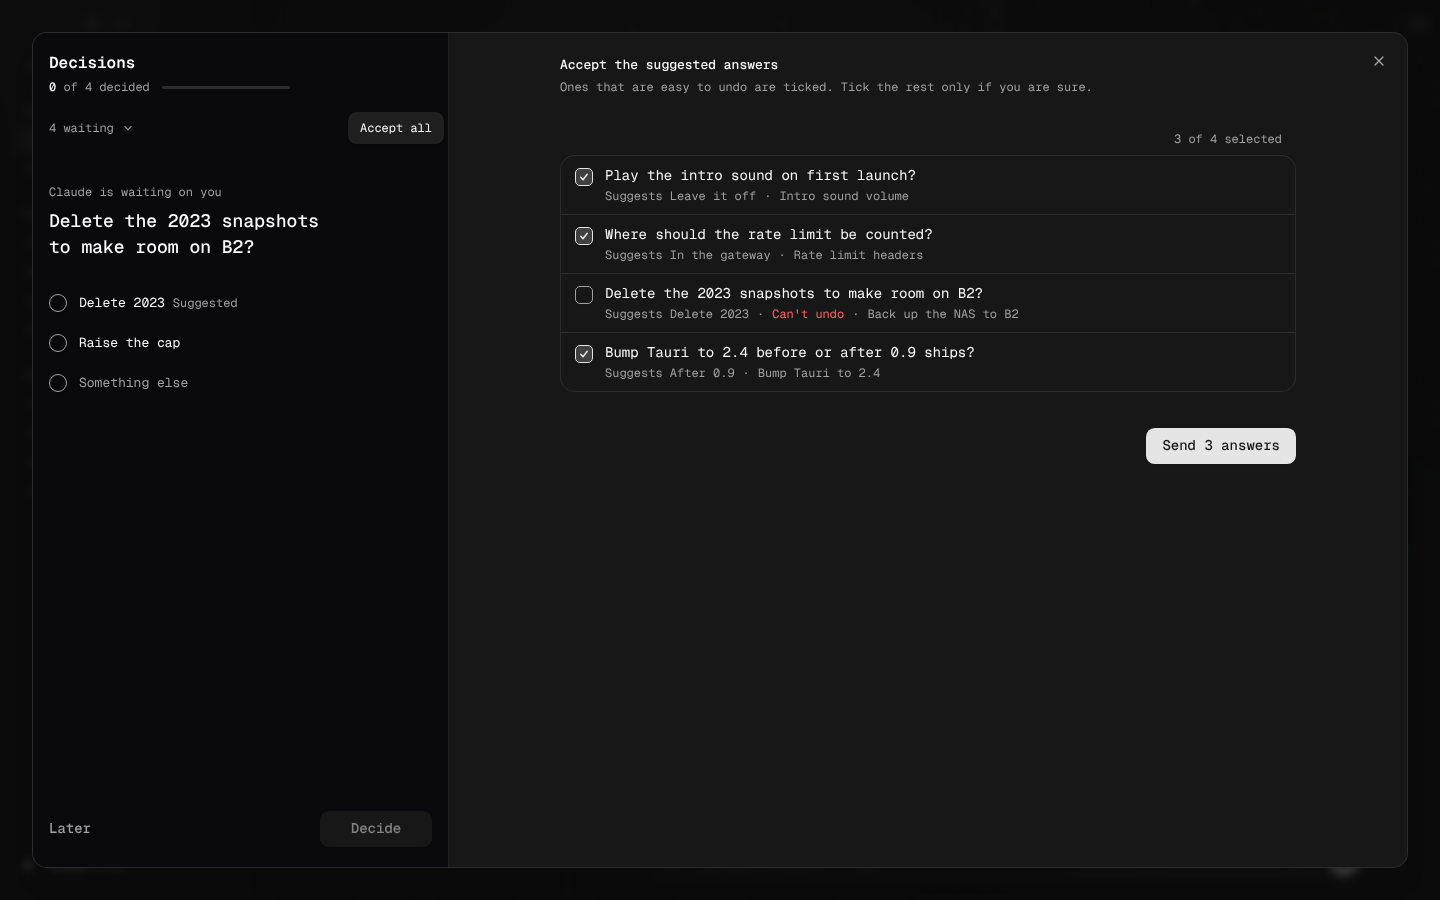 Decisions
0 of 4 decided
4 waiting
Accept all
Claude is waiting on you
Delete the 2023 snapshots
to make room on B2?
Delete 2023 Suggested
Raise the cap
Something else
Later
Decide
Accept the suggested answers
Ones that are easy to undo are ticked. Tick the rest only if you are sure.
3 of 4 selected
Play the intro sound on first launch?
Suggests Leave it off · Intro sound volume
Where should the rate limit be counted?
Suggests In the gateway · Rate limit headers
Delete the 2023 snapshots to make room on B2?
Suggests Delete 2023 · Can't undo · Back up the NAS to B2
Bump Tauri to 2.4 before or after 0.9 ships?
Suggests After 0.9 · Bump Tauri to 2.4
Send 3 answers